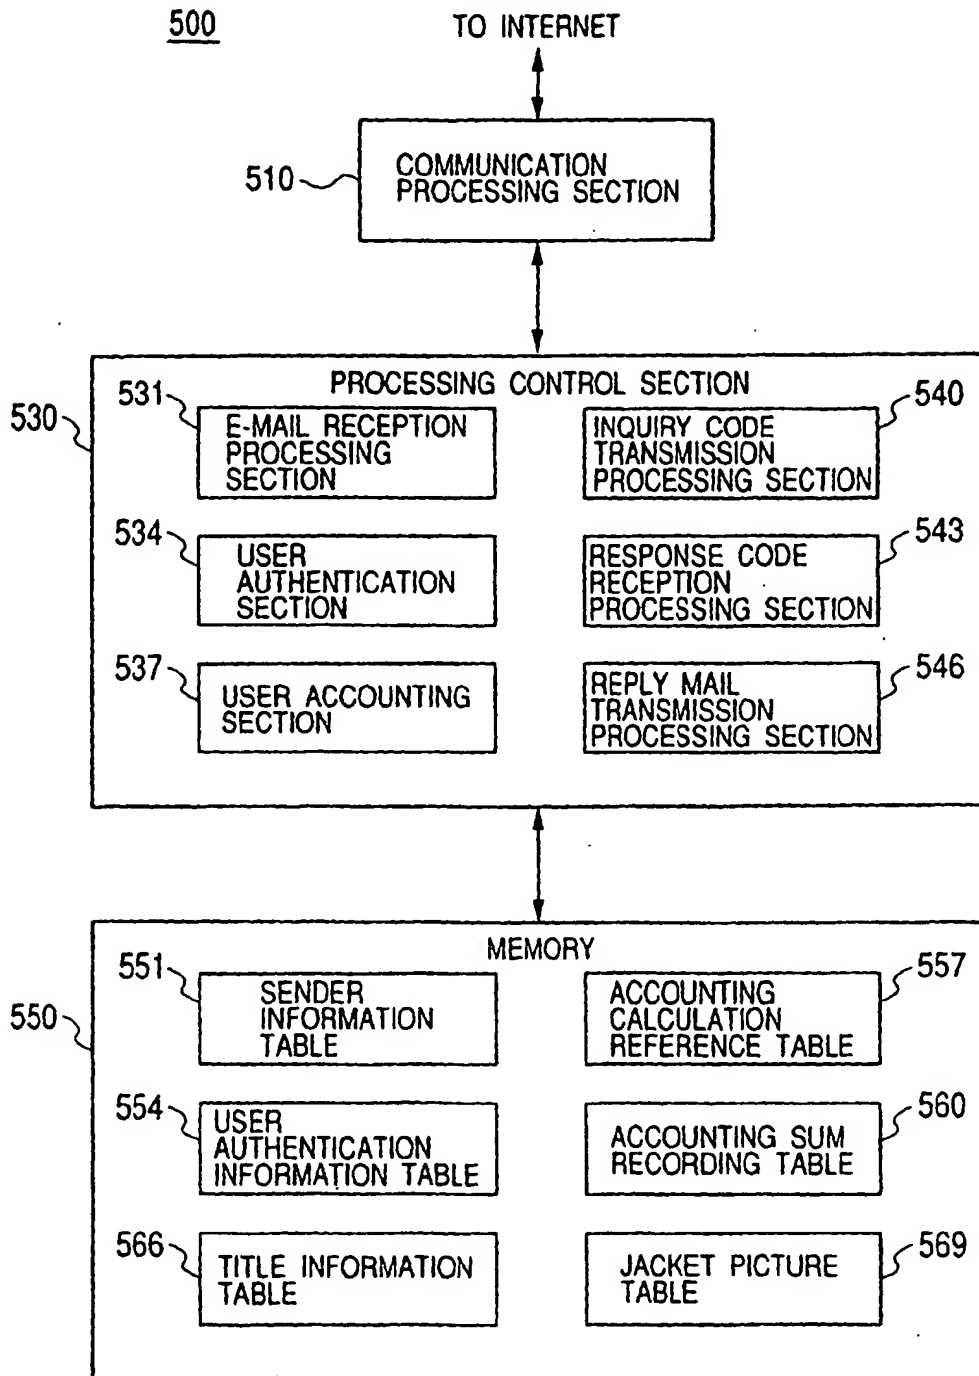 500
TO INTERNET
510
COMMUNICATION
PROCESSING SECTION
530
PROCESSING CONTROL SECTION
531
E-MAIL RECEPTION
PROCESSING
SECTION
540
INQUIRY CODE
TRANSMISSION
PROCESSING SECTION
534
USER
AUTHENTICATION
SECTION
543
RESPONSE CODE
RECEPTION
PROCESSING SECTION
537
USER ACCOUNTING
SECTION
546
REPLY MAIL
TRANSMISSION
PROCESSING SECTION
550
MEMORY
551
SENDER
INFORMATION
TABLE
557
ACCOUNTING
CALCULATION
REFERENCE TABLE
554
USER
AUTHENTICATION
INFORMATION TABLE
560
ACCOUNTING SUM
RECORDING TABLE
566
TITLE INFORMATION
TABLE
569
JACKET PICTURE
TABLE